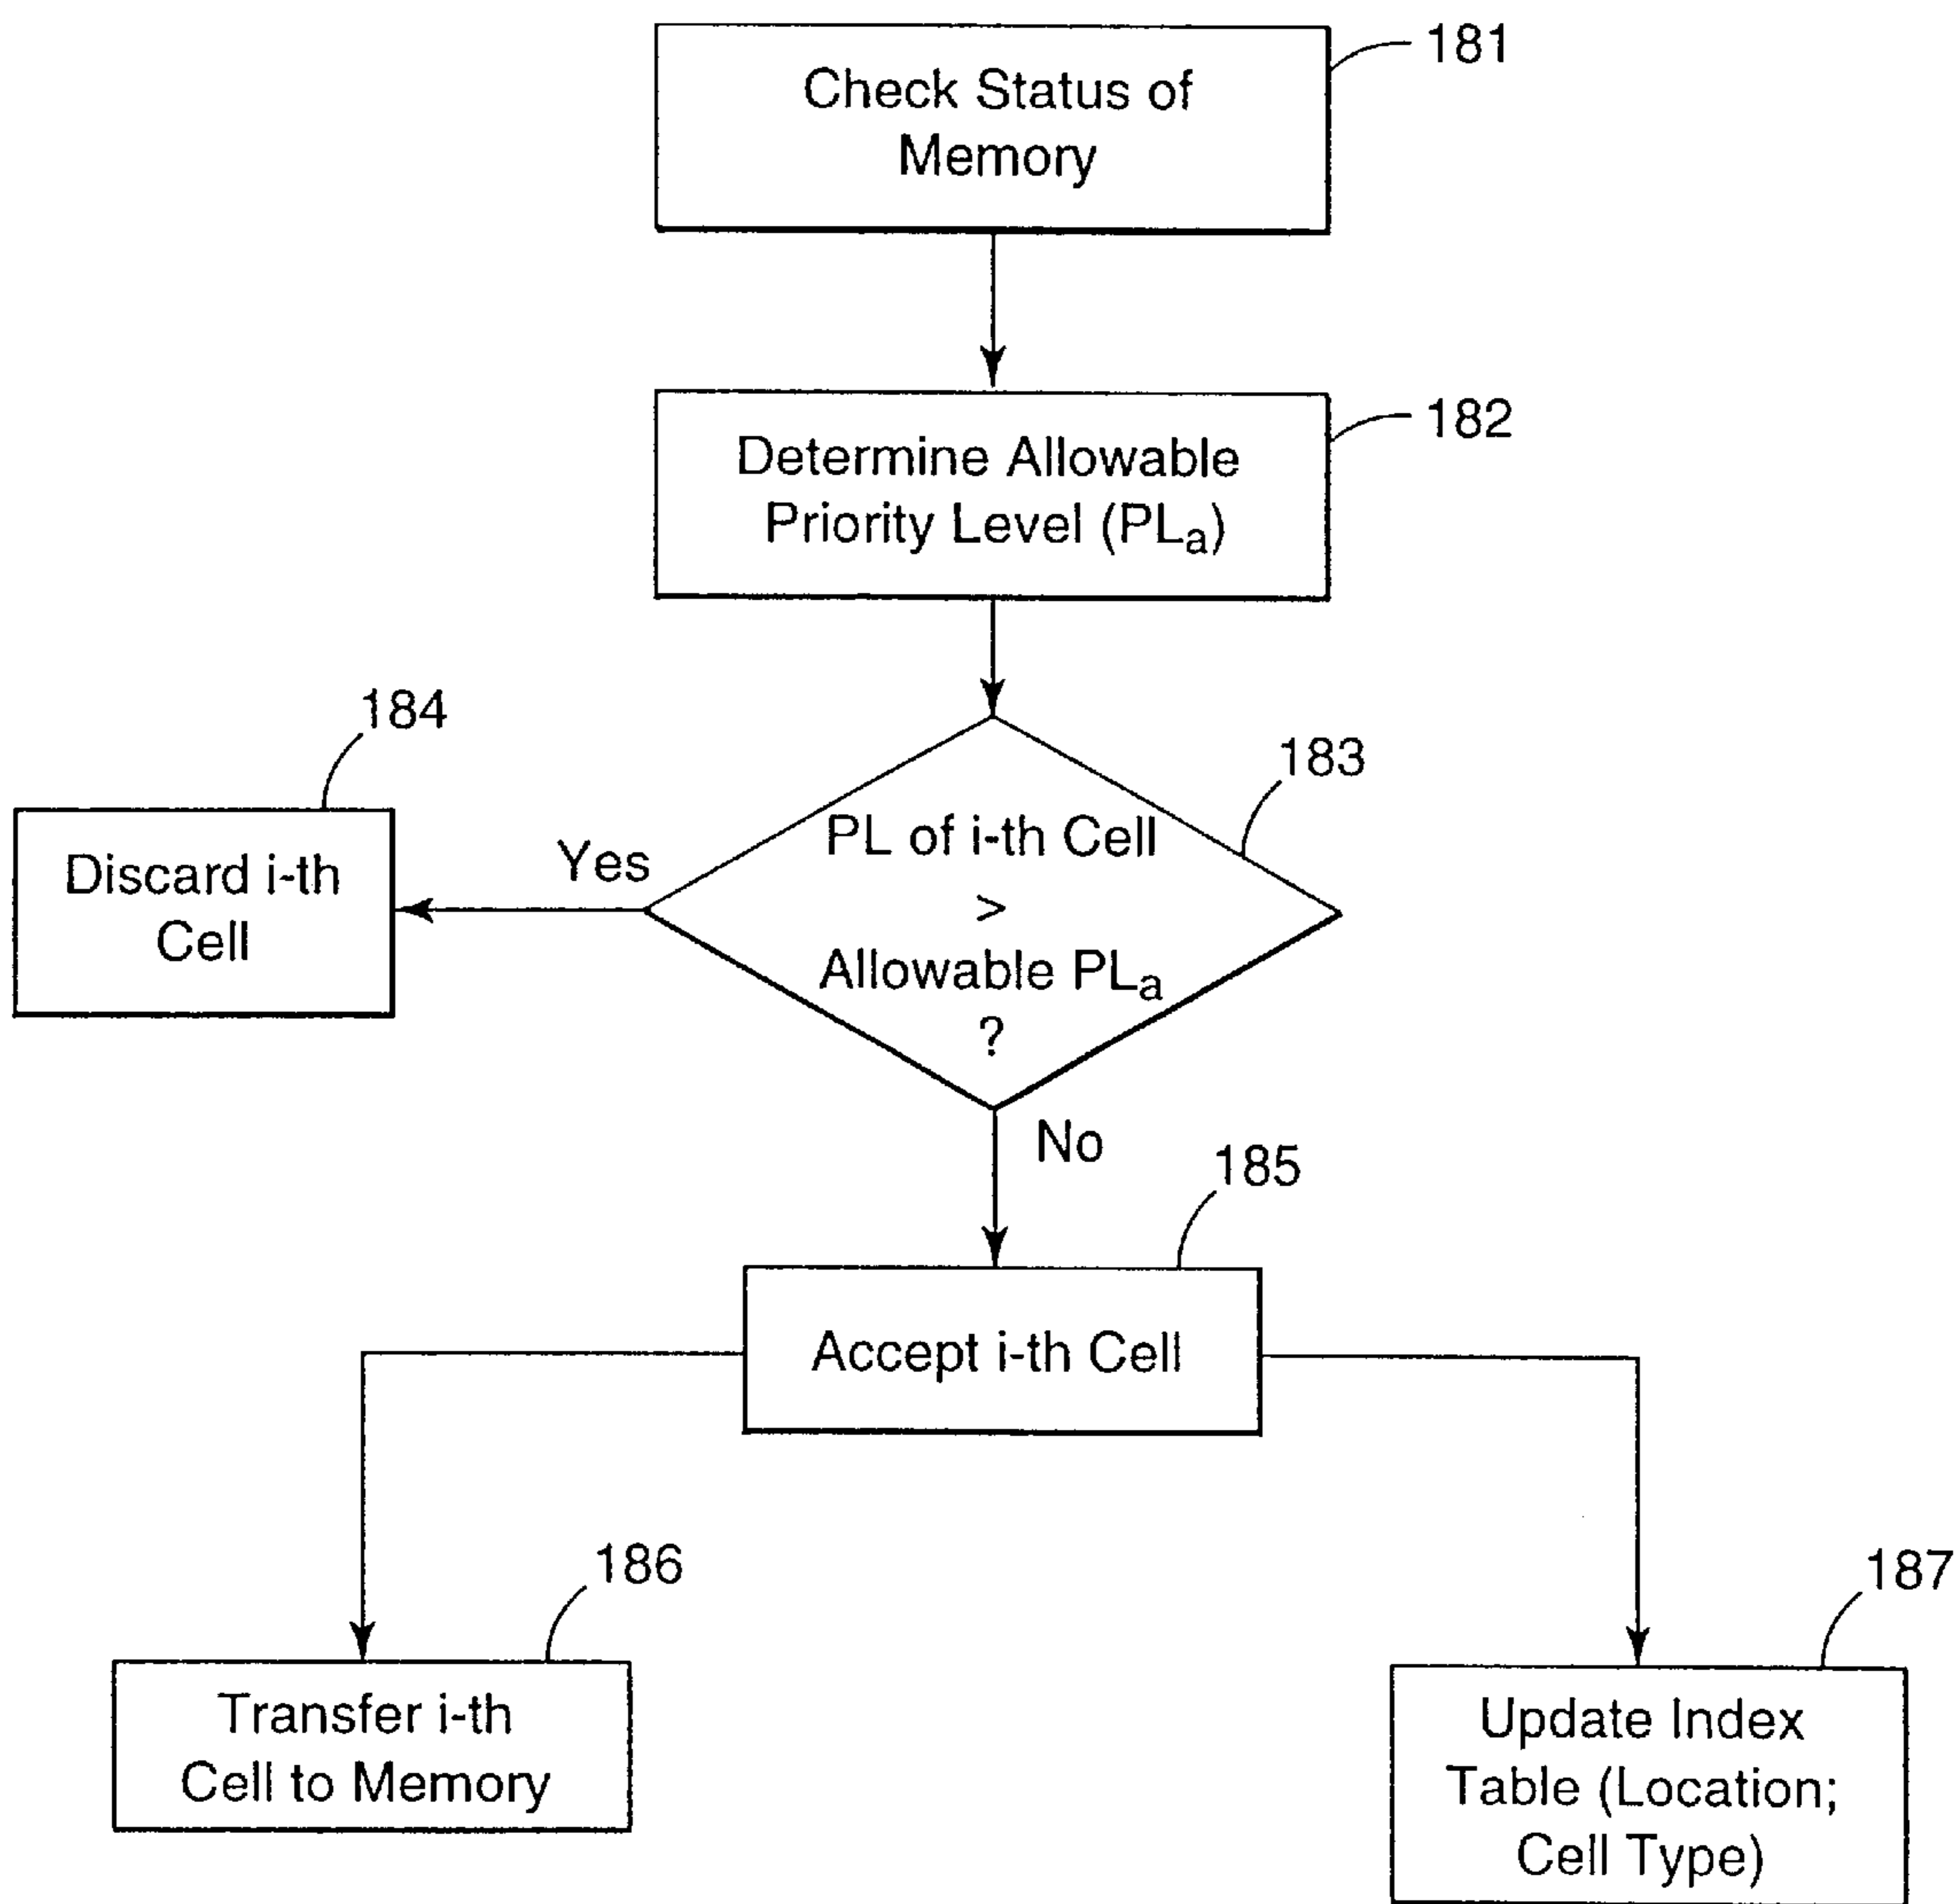 181
Check Status of
Memory
182
Determine Allowable
Priority Level (PLa)
184
183
PL of i-th Cell
>
Allowable PLa
?
Yes
Discard i-th
Cell
No
185
Accept i-th Cell
186
Transfer i-th
Cell to Memory
187
Update Index
Table (Location;
Cell Type)